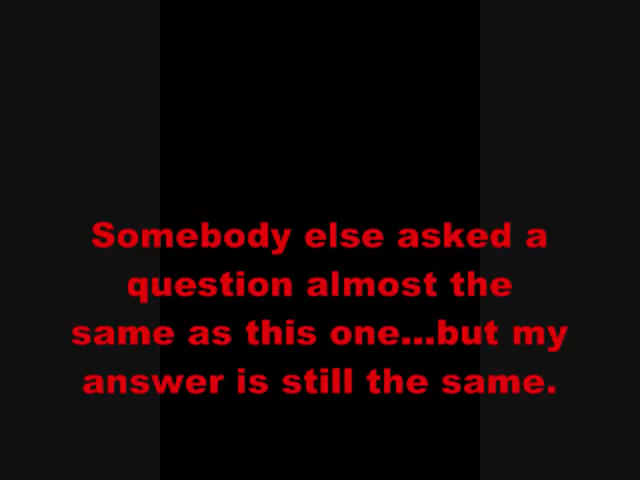 Somebody else asked a
question almost the
same as this one...but my
answer is still the same.